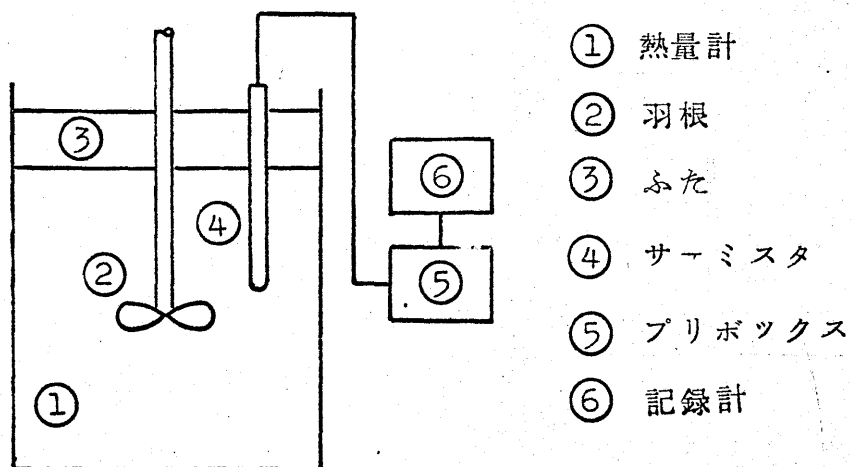 ③
④
②
①
⑥
⑤
① 熱量計
② 羽根
③ ふた
④ サーミスタ
⑤ プリボックス
⑥ 記録計